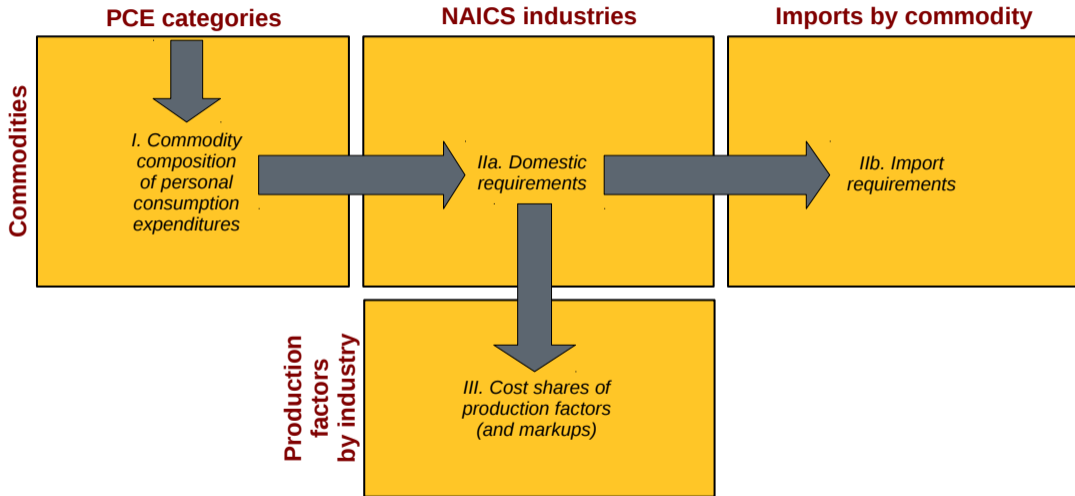 PCE categories
NAICS industries
Imports by commodity
Commodities
I. Commodity
composition
of personal
consumption
expenditures
IIa. Domestic
requirements
IIb. Import
requirements
Production
factors
by industry
III. Cost shares of
production factors
(and markups)